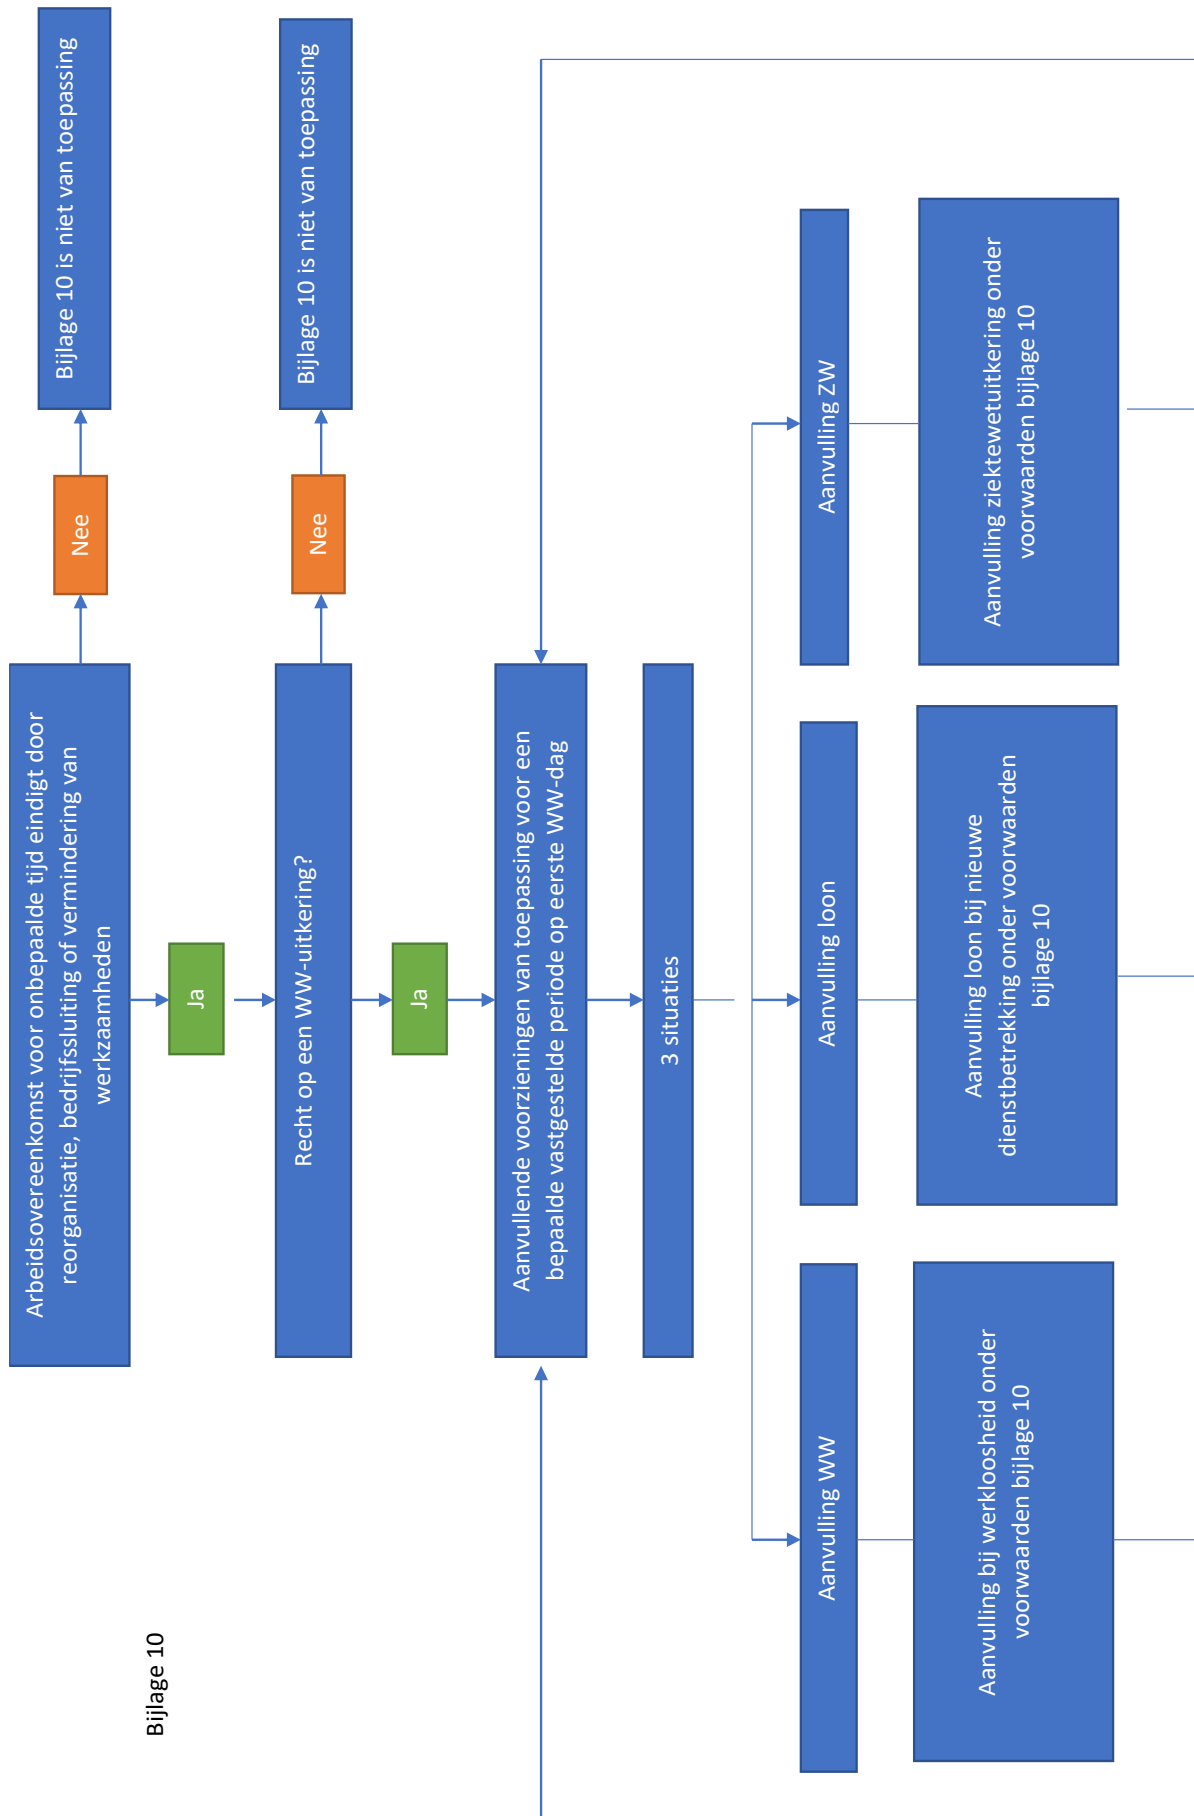 Bijlage 10
Arbeidsovereenkomst voor onbepaalde tijd eindigt door
reorganisatie, bedrijfssluiting of vermindering van
werkzaamheden
Nee
Bijlage 10 is niet van toepassing
Ja
Recht op een WW-uitkering?
Nee
Bijlage 10 is niet van toepassing
Ja
Aanvullende voorzieningen van toepassing voor een
bepaalde vastgestelde periode op eerste WW-dag
3 situaties
Aanvulling WW
Aanvulling loon
Aanvulling ZW
Aanvulling bij werkloosheid onder
voorwaarden bijlage 10
Aanvulling loon bij nieuwe
dienstbetrekking onder voorwaarden
bijlage 10
Aanvulling ziektewetuitkering onder
voorwaarden bijlage 10